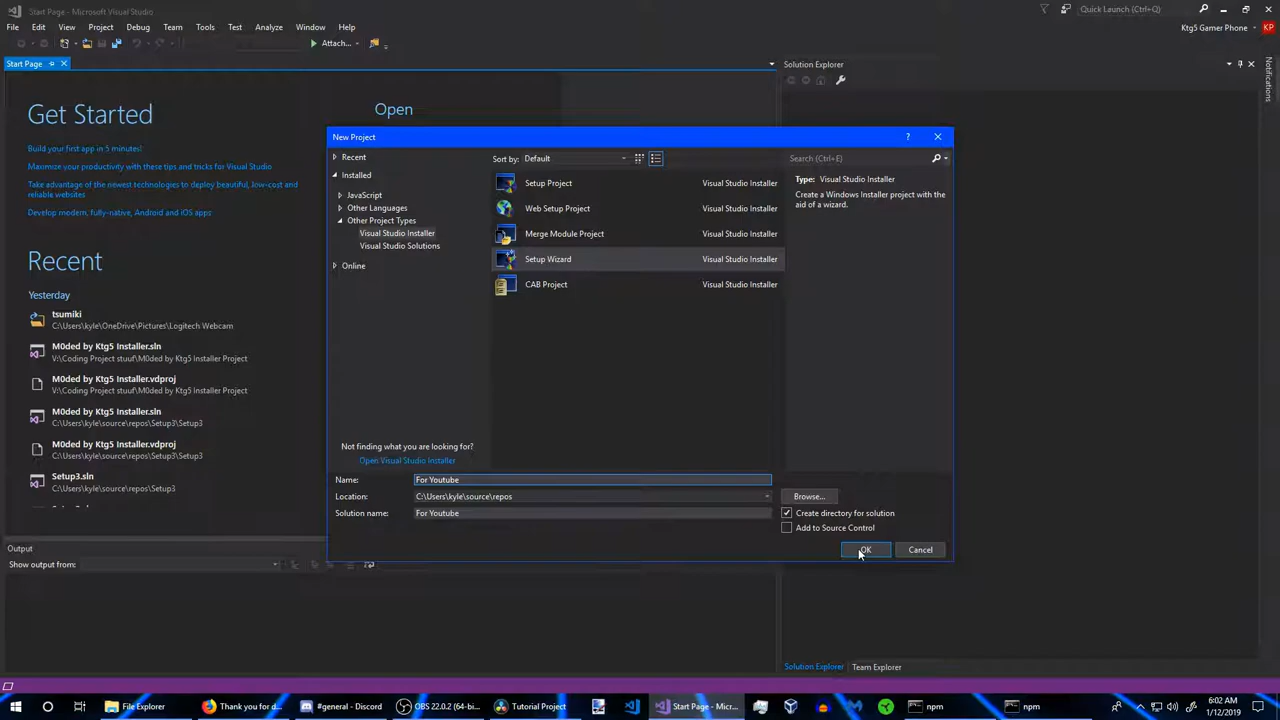 Start Page - Microsoft Visual Studio
Quick Launch (Ctrl+Q)
File Edit View Project Debug Team Tools Test Analyze Window Help
Ktg5 Gamer Phone KP
Attach...
Start Page
Solution Explorer
Notifications
Get Started
Build your first app in 5 minutes!
Maximize your productivity with these tips and tricks for Visual Studio
Take advantage of the newest technologies to deploy beautiful, low-cost and
reliable websites
Develop modern, fully-native, Android and iOS apps
Open
Recent
Yesterday
tsumiki
C:\Users\kyle\OneDrive\Pictures\Logitech Webcam
M0ded by Ktg5 Installer.sln
V:\Coding Project stuuf\M0ded by Ktg5 Installer Project
M0ded by Ktg5 Installer.vdproj
V:\Coding Project stuuf\M0ded by Ktg5 Installer Project
M0ded by Ktg5 Installer.sln
C:\Users\kyle\source\repos\Setup3\Setup3
M0ded by Ktg5 Installer.vdproj
C:\Users\kyle\source\repos\Setup3\Setup3
Setup3.sln
C:\Users\kyle\source\repos\Setup3
New Project
?
Recent
Installed
JavaScript
Other Languages
Other Project Types
Visual Studio Installer
Visual Studio Solutions
Online
Not finding what you are looking for?
Open Visual Studio Installer
Sort by: Default
Setup Project Visual Studio Installer
Web Setup Project Visual Studio Installer
Merge Module Project Visual Studio Installer
Setup Wizard Visual Studio Installer
CAB Project Visual Studio Installer
Search (Ctrl+E)
Type: Visual Studio Installer
Create a Windows Installer project with the
aid of a wizard.
Name: For Youtube
Location: C:\Users\kyle\source\repos
Browse...
Solution name: For Youtube
Create directory for solution
Add to Source Control
OK Cancel
Output
Show output from:
Solution Explorer Team Explorer
File Explorer
Thank you for d...
#general - Discord
OBS 22.0.2 (64-bi...
Tutorial Project
Start Page - Micr...
npm
npm
6:02 AM
1/12/2019